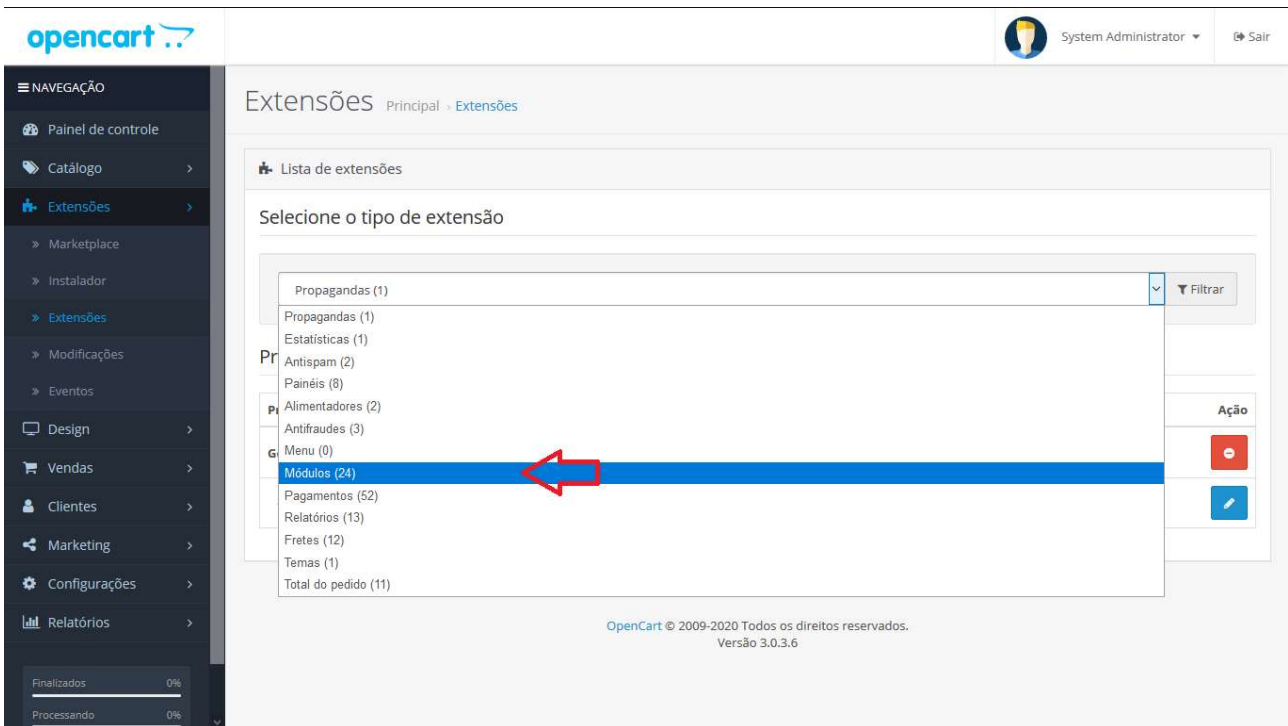 opencart
System Administrator
Sair
NAVEGAÇÃO
Painel de controle
Catálogo
Extensões
Marketplace
Instalador
Extensões
Modificações
Eventos
Design
Vendas
Clientes
Marketing
Configurações
Relatórios
Finalizados 0%
Processando 0%
Extensões Principal › Extensões
Lista de extensões
Selecione o tipo de extensão
Propagandas (1)
Filtrar
Propagandas (1)
Estatísticas (1)
Antispam (2)
Painéis (8)
Alimentadores (2)
Antifraudes (3)
Menu (0)
Módulos (24)
Pagamentos (52)
Relatórios (13)
Fretes (12)
Temas (1)
Total do pedido (11)
Pr
Ação
OpenCart © 2009-2020 Todos os direitos reservados.
Versão 3.0.3.6